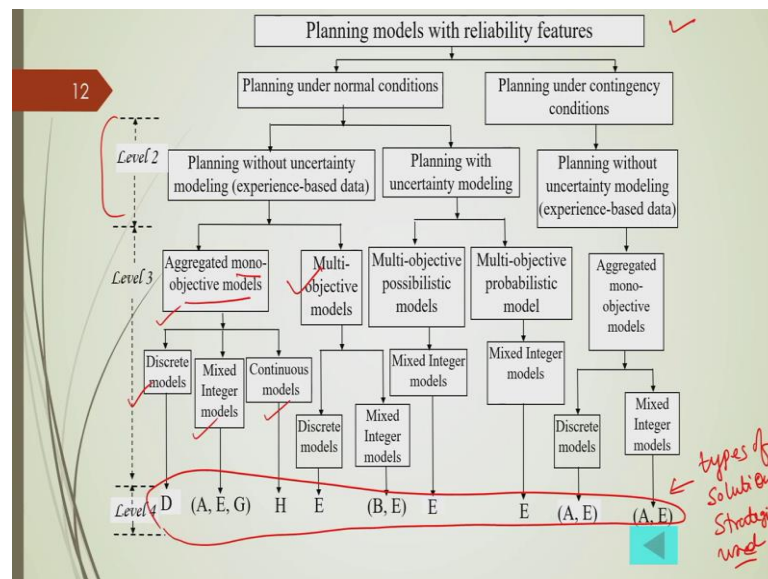 Planning models with reliability features
12
Planning under normal conditions
Planning under contingency
conditions
Level 2
Planning without uncertainty
modeling (experience-based data)
Planning with
uncertainty modeling
Planning without
uncertainty modeling
(experience-based data)
Level 3
Aggregated mono-
objective models
Multi-
objective
models
Multi-objective
possibilistic models
Multi-objective
probabilistic
model
Aggregated
mono-
objective
models
Discrete
models
Mixed
Integer
models
Continuous
models
Discrete
models
Mixed
Integer
models
Mixed Integer
models
Mixed Integer
models
Discrete
models
Mixed
Integer
models
Level 4
D
(A, E, G)
H
E
(B, E)
E
E
(A, E)
(A, E)
types of
solution
Strategies
used